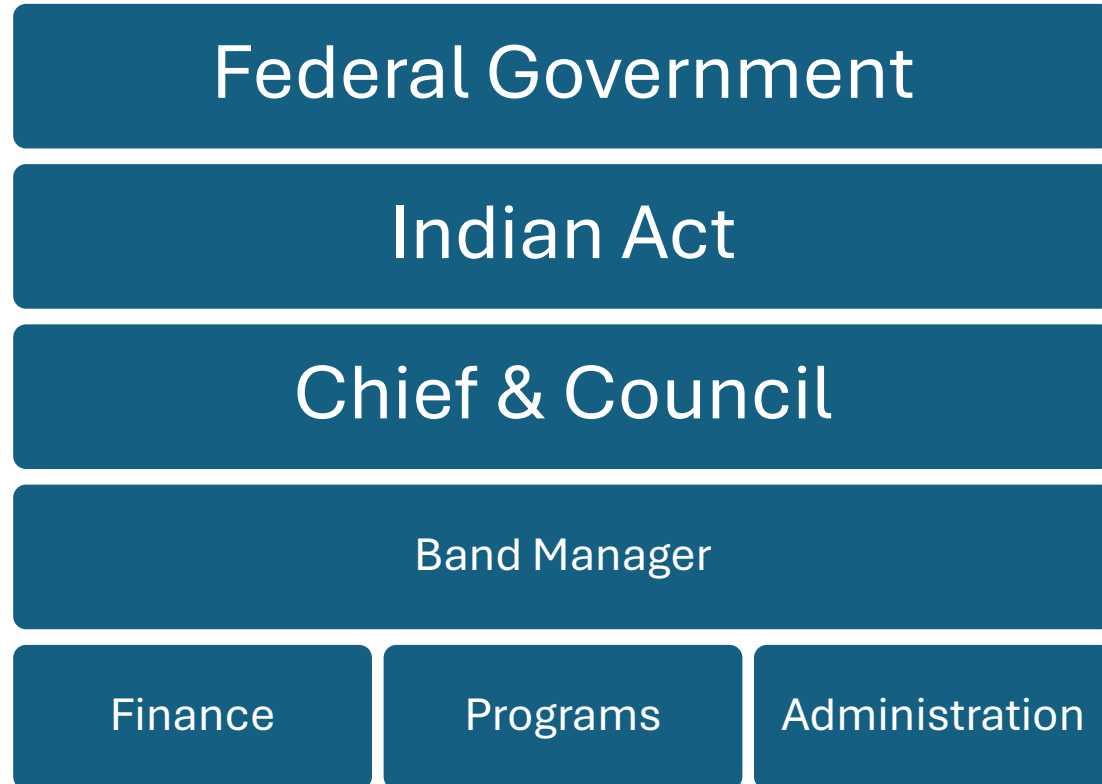 Federal Government
Indian Act
Chief & Council
Band Manager
Finance
Programs
Administration